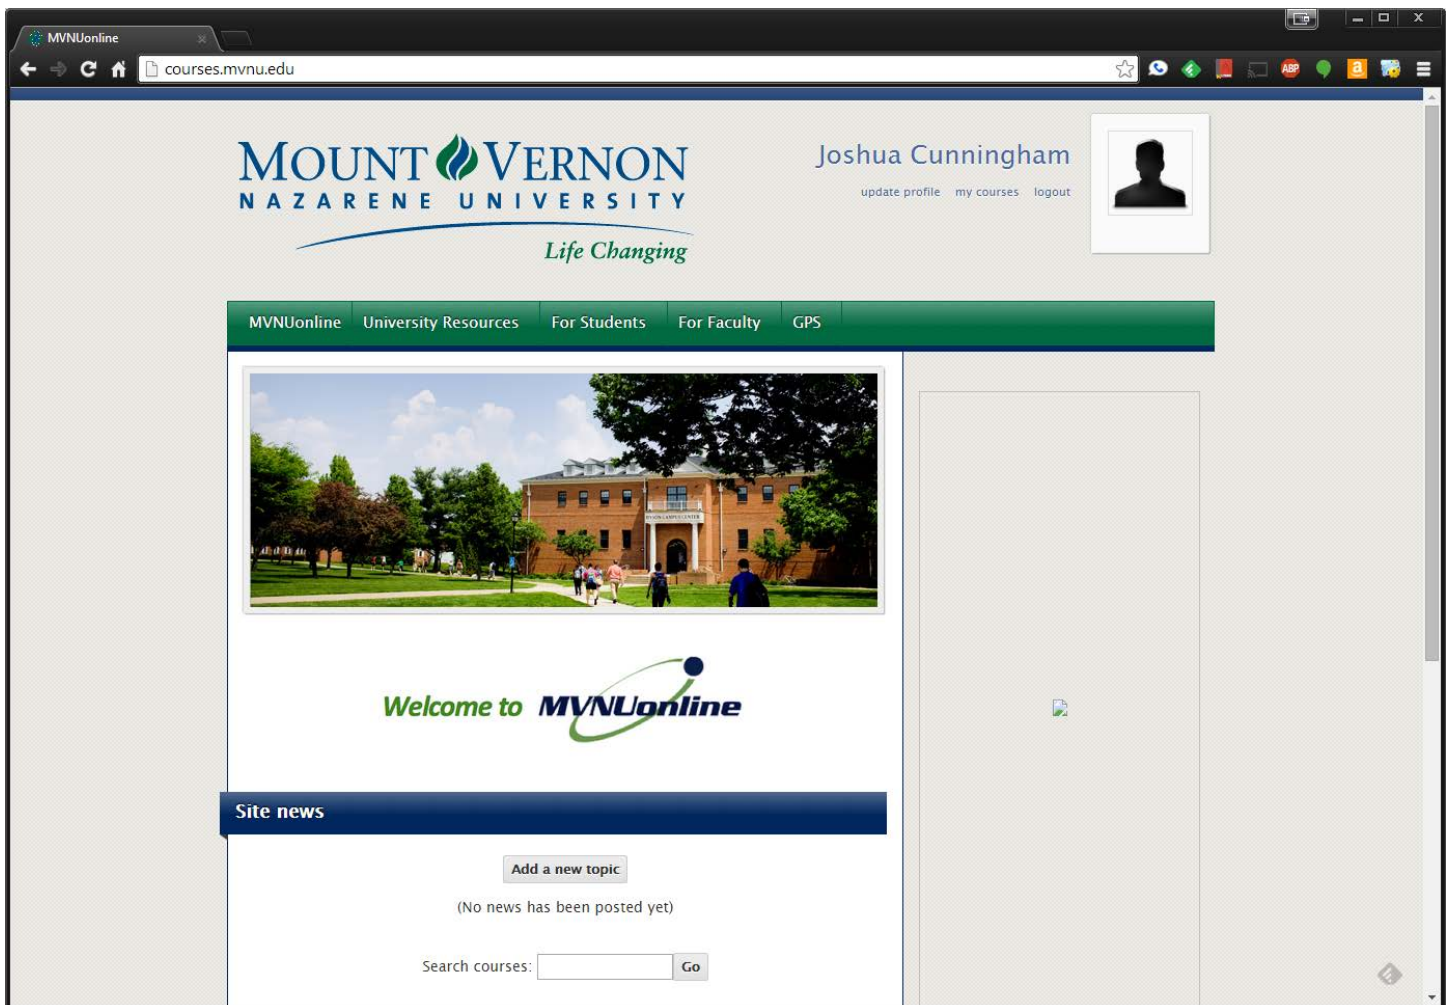 MVNUonline
courses.mvnu.edu
ABP
a
MOUNT VERNON
NAZARENE UNIVERSITY
Life Changing
Joshua Cunningham
update profile my courses logout
MVNUonline University Resources For Students For Faculty GPS
Welcome to MVNUonline
Site news
Add a new topic
(No news has been posted yet)
Search courses: Go